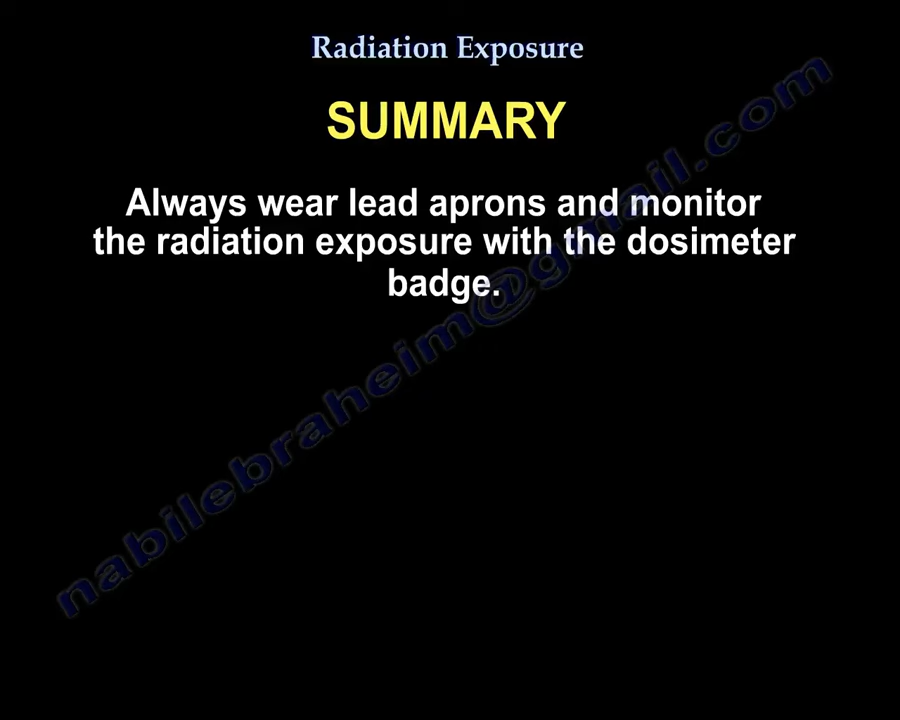 Radiation Exposure
SUMMARY
Always wear lead aprons and monitor
the radiation exposure with the dosimeter
badge.
nabilebraheim@gmail.com